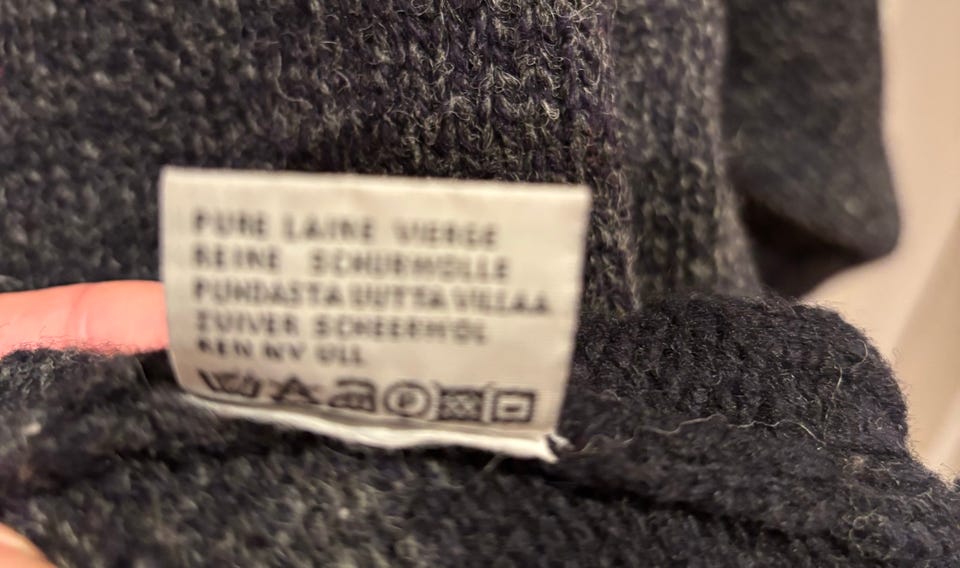 PURE LAINE VIERGE
REINE SCHURWOLLE
PUHDASTA UUTTA VILLAA
ZUIVER SCHEERWOL
REN NY ULL